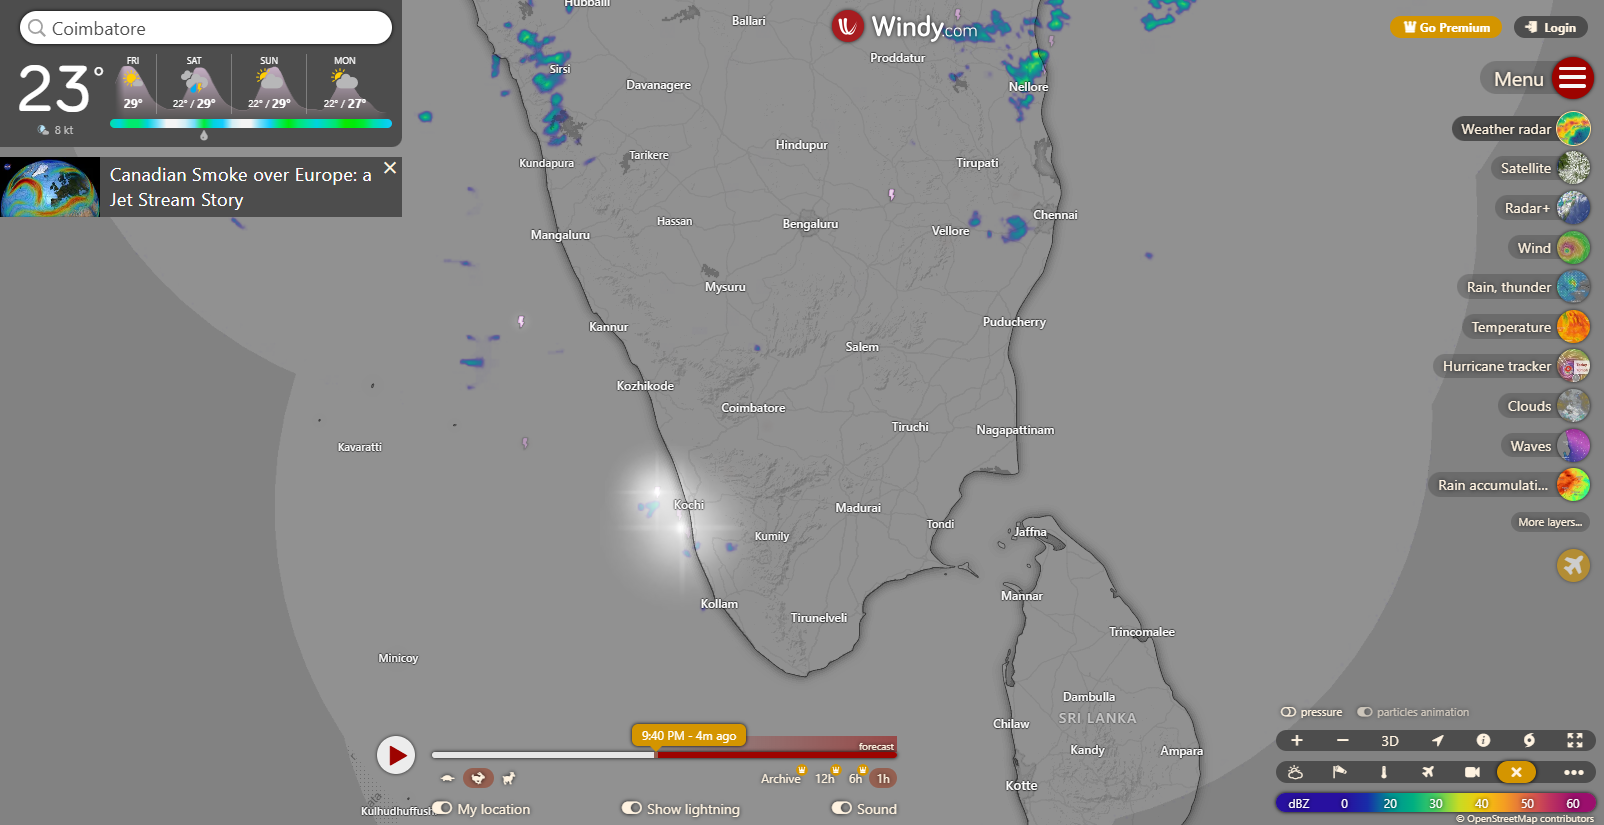 Coimbatore
23°
8 kt
FRI SAT SUN MON
29° 22° / 29° 22° / 29° 22° / 27°
Canadian Smoke over Europe: a
Jet Stream Story
Windy.com
Go Premium
Login
Menu
Weather radar
Satellite
Radar+
Wind
Rain, thunder
Temperature
Hurricane tracker
Clouds
Waves
Rain accumulati...
More layers...
Hubballi
Ballari
Proddatur
Sirsi
Davanagere
Nellore
Kundapura
Tarikere
Hindupur
Tirupati
Mangaluru
Hassan
Bengaluru
Vellore
Chennai
Mysuru
Kannur
Puducherry
Salem
Kozhikode
Coimbatore
Tiruchi
Nagapattinam
Kavaratti
Kochi
Madurai
Kumily
Tondi
Jaffna
Kollam
Tirunelveli
Mannar
Trincomalee
Minicoy
Dambulla
Chilaw
SRI LANKA
Kandy
Ampara
Kotte
Kulhudhuffushi
9:40 PM - 4m ago
forecast
Archive 12h 6h 1h
My location
Show lightning
Sound
pressure
particles animation
+ − 3D
dBZ 0 20 30 40 50 60
© OpenStreetMap contributors